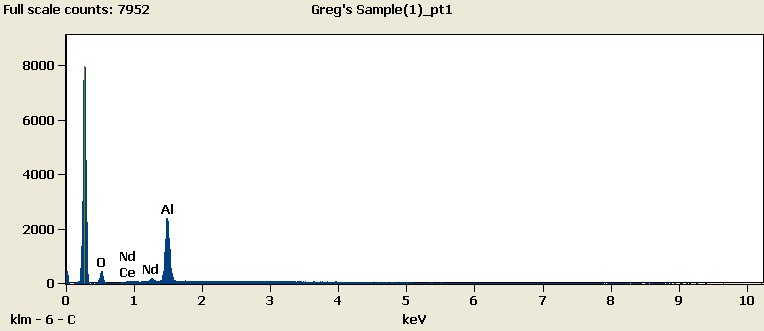 Full scale counts: 7952 Greg's Sample(1)_pt1
8000
6000
4000
2000
0
Al
O
Nd
Ce
Nd
0 1 2 3 4 5 6 7 8 9 10
klm - 6 - C keV